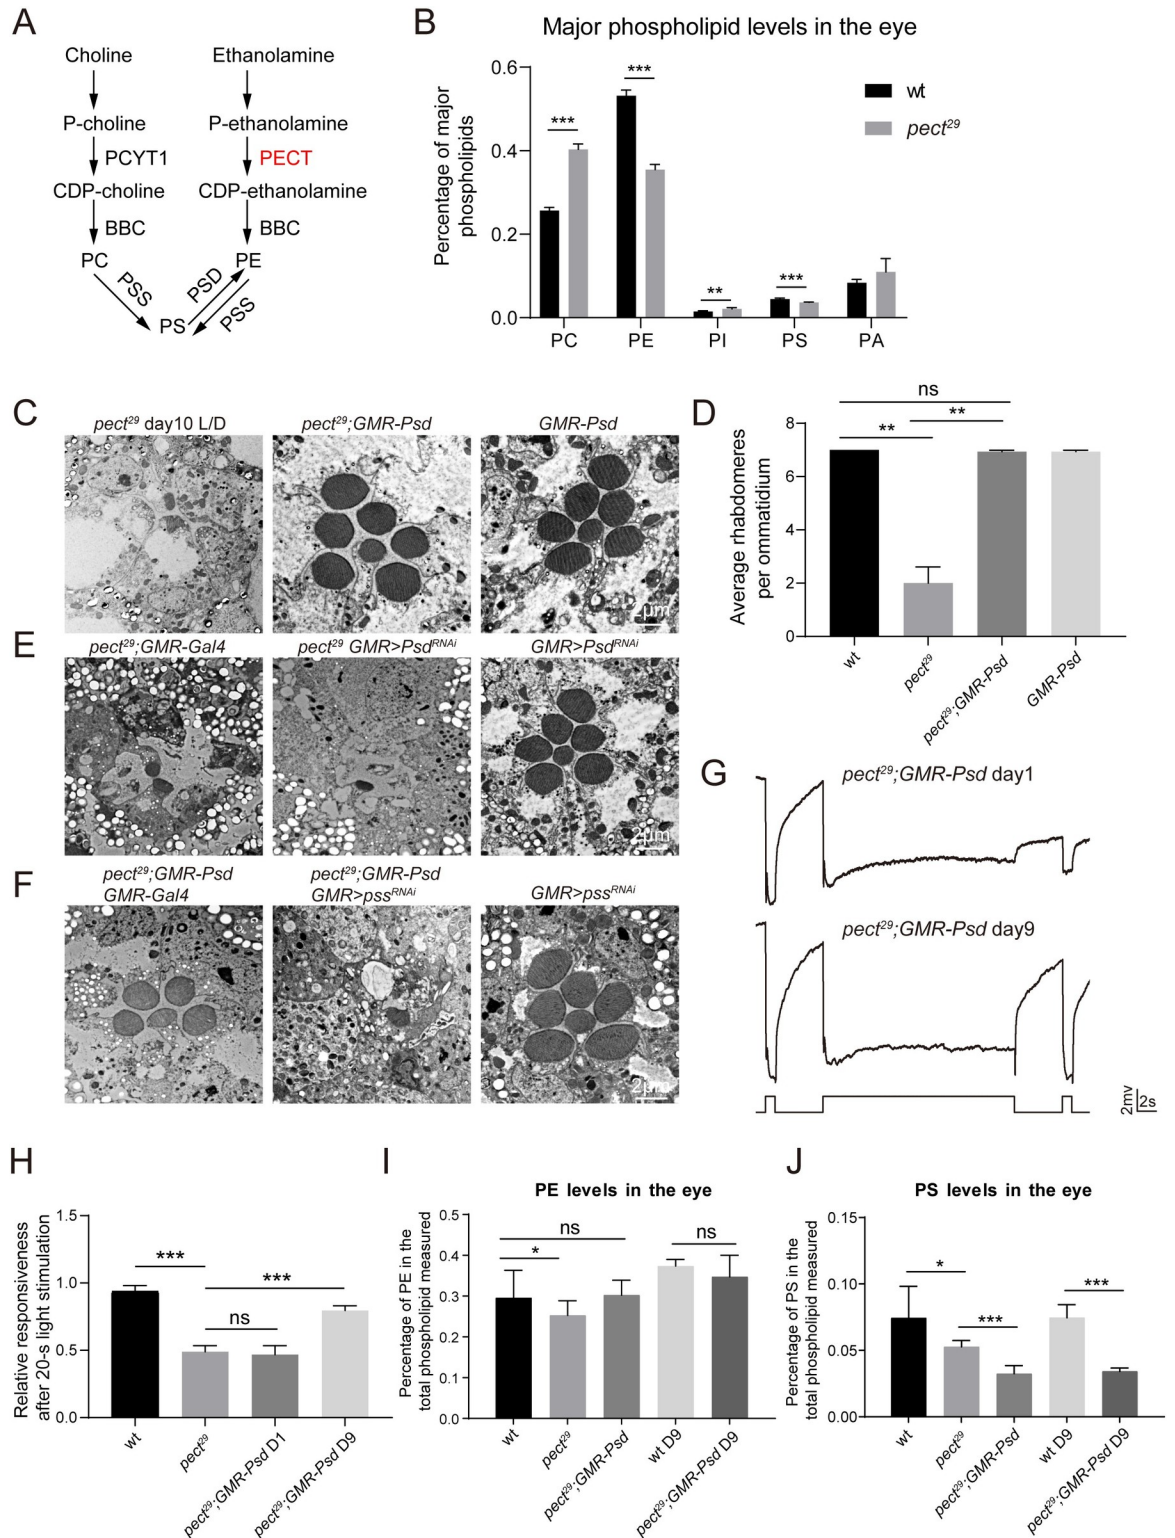 A
Choline
Ethanolamine
P-choline
P-ethanolamine
PCYT1
PECT
CDP-choline
CDP-ethanolamine
BBC
BBC
PC
PE
PSS
PSD
PSS
PS
B
Major phospholipid levels in the eye
Percentage of major
phospholipids
0.6
0.4
0.2
0.0
***
***
**
***
PC
PE
PI
PS
PA
wt
pect²⁹
C
pect²⁹ day10 L/D
pect²⁹;GMR-Psd
GMR-Psd
2μm
D
Average rhabdomeres
per ommatidium
8
6
4
2
0
ns
**
**
wt
pect²⁹
pect²⁹;GMR-Psd
GMR-Psd
E
pect²⁹;GMR-Gal4
pect²⁹ GMR>Psdᴿᴺᴬⁱ
GMR>Psdᴿᴺᴬⁱ
2μm
F
pect²⁹;GMR-Psd
GMR-Gal4
pect²⁹;GMR-Psd
GMR>pssᴿᴺᴬⁱ
GMR>pssᴿᴺᴬⁱ
2μm
G
pect²⁹;GMR-Psd day1
pect²⁹;GMR-Psd day9
2mv
2s
H
Relative responsiveness
after 20-s light stimulation
1.5
1.0
0.5
0.0
***
***
ns
wt
pect²⁹
pect²⁹;GMR-Psd D1
pect²⁹;GMR-Psd D9
I
PE levels in the eye
Percentage of PE in the
total phospholipid measured
0.5
0.4
0.3
0.2
0.1
0.0
ns
*
ns
wt
pect²⁹
pect²⁹;GMR-Psd
wt D9
pect²⁹;GMR-Psd D9
J
PS levels in the eye
Percentage of PS in the
total phospholipid measured
0.15
0.10
0.05
0.00
*
***
***
wt
pect²⁹
pect²⁹;GMR-Psd
wt D9
pect²⁹;GMR-Psd D9